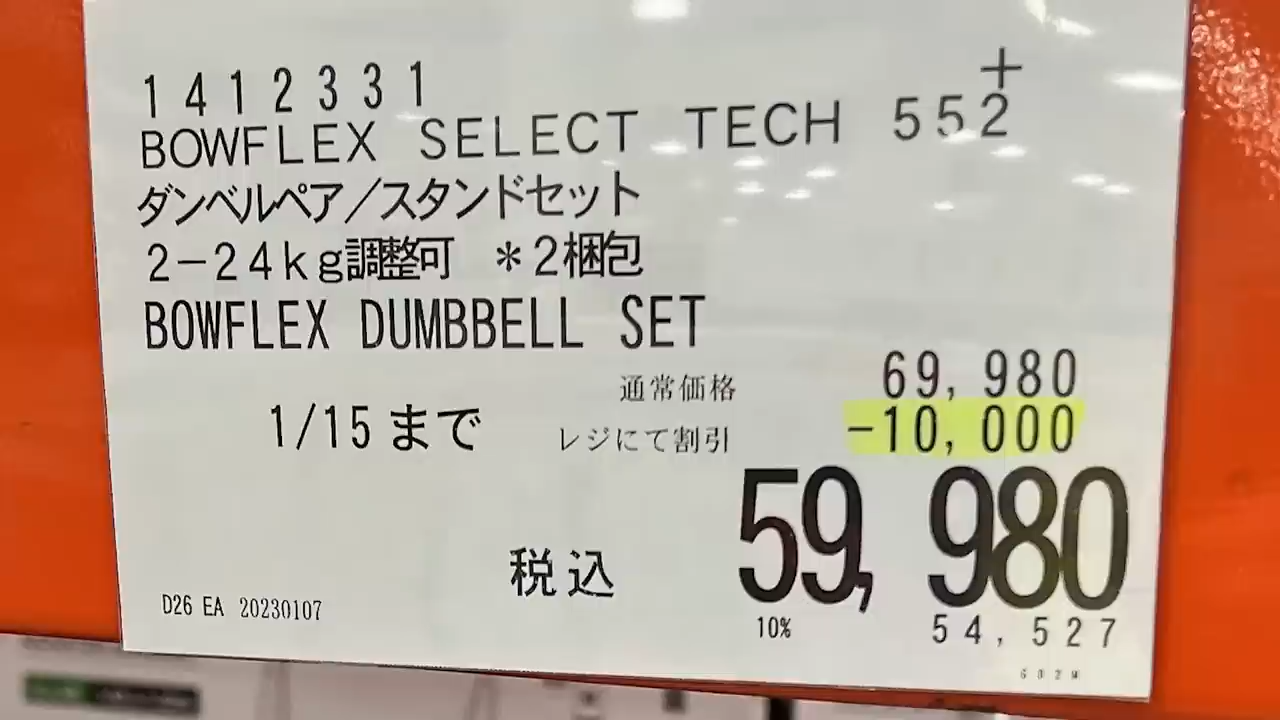 +
1412331
BOWFLEX SELECT TECH 552
ダンベルペア/スタンドセット
2-24kg調整可 *2梱包
BOWFLEX DUMBBELL SET
通常価格 69,980
1/15まで レジにて割引 -10,000
税込 59,980
D26 EA 20230107
10% 54,527